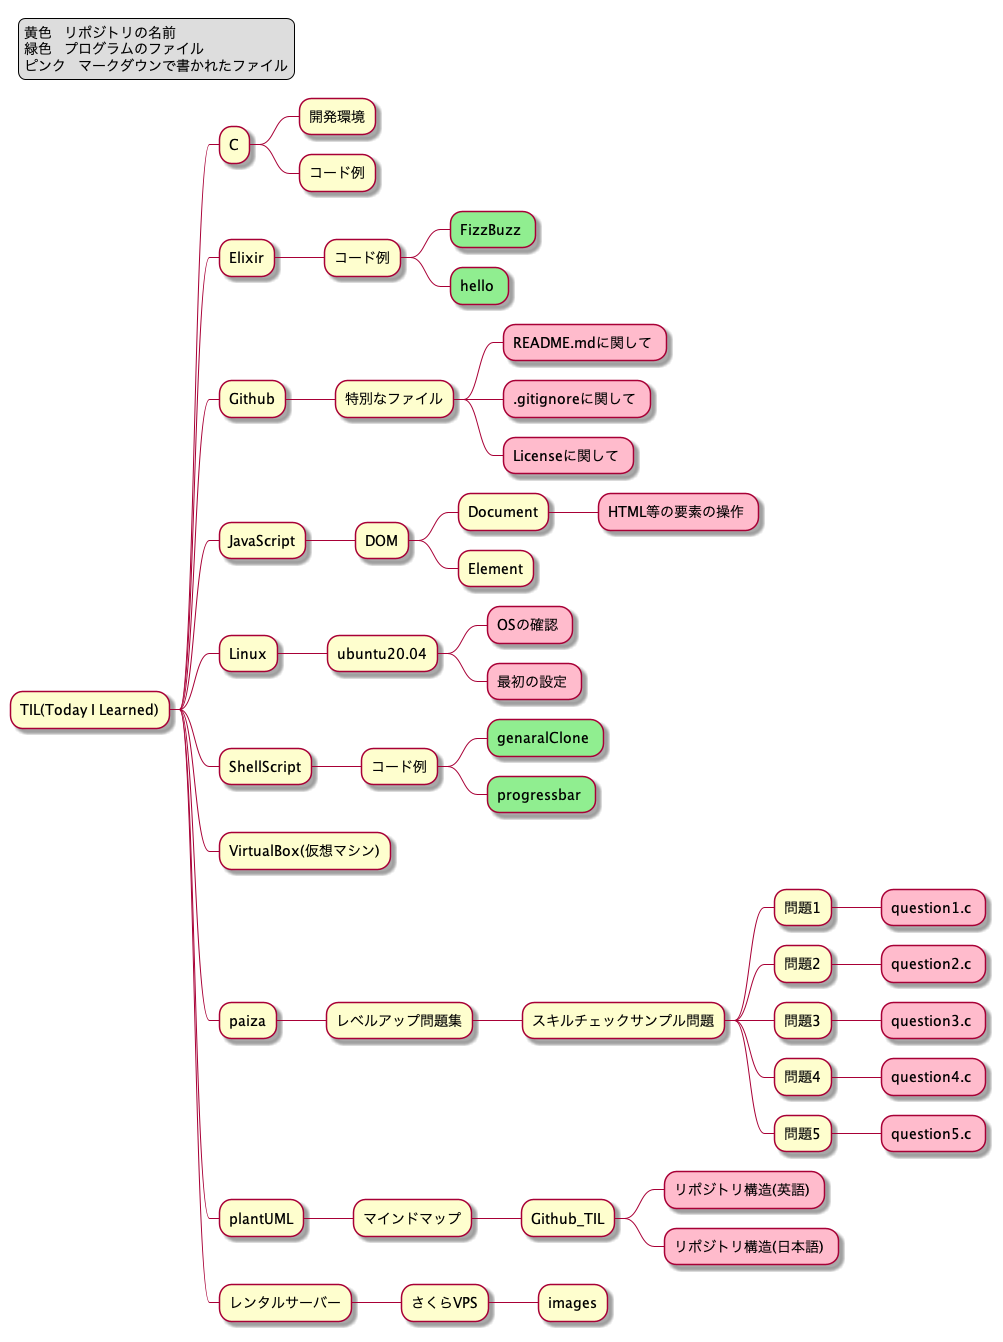 黄色　リポジトリの名前
緑色　プログラムのファイル
ピンク　マークダウンで書かれたファイル
TIL(Today I Learned)
C
開発環境
コード例
Elixir
コード例
FizzBuzz
hello
Github
特別なファイル
README.mdに関して
.gitignoreに関して
Licenseに関して
JavaScript
DOM
Document
HTML等の要素の操作
Element
Linux
ubuntu20.04
OSの確認
最初の設定
ShellScript
コード例
genaralClone
progressbar
VirtualBox(仮想マシン)
paiza
レベルアップ問題集
スキルチェックサンプル問題
問題1
question1.c
問題2
question2.c
問題3
question3.c
問題4
question4.c
問題5
question5.c
plantUML
マインドマップ
Github_TIL
リポジトリ構造(英語)
リポジトリ構造(日本語)
レンタルサーバー
さくらVPS
images